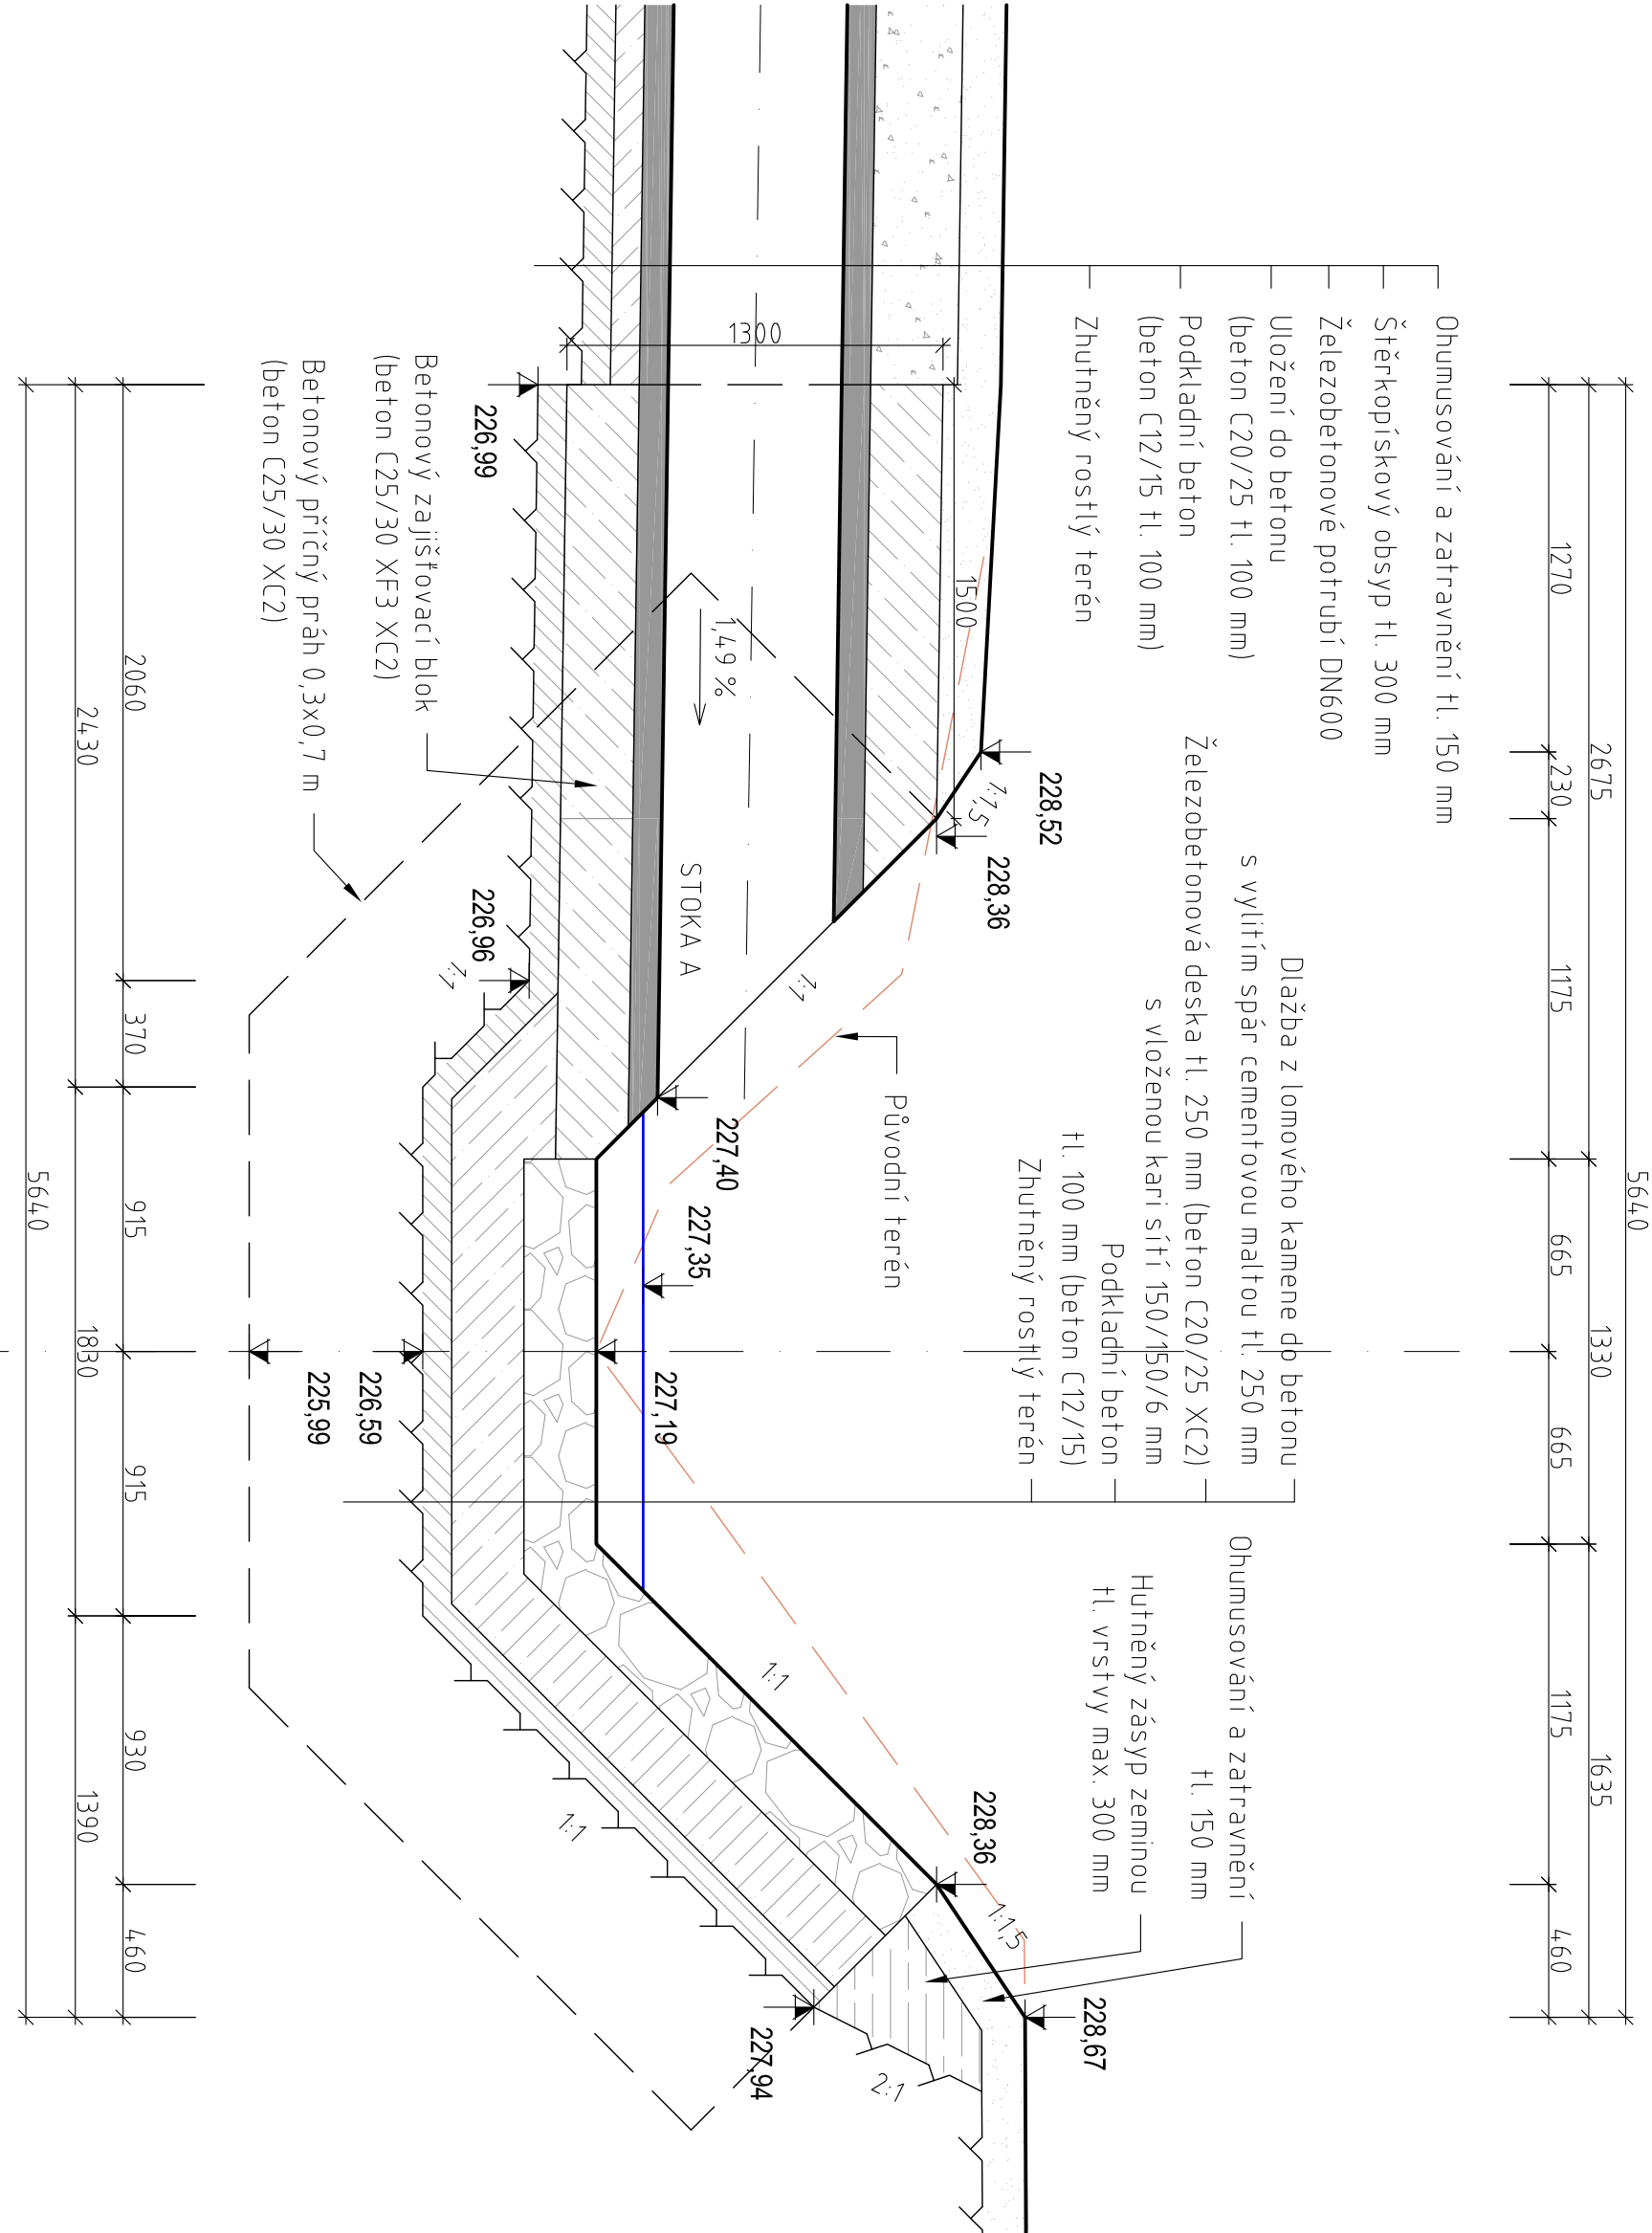 5640
2675
1330
1635
1270
230
1175
665
665
1175
460
Ohumusování a zatravnění tl. 150 mm
Štěrkopískový obsyp tl. 300 mm
Železobetonové potrubí DN600
Uložení do betonu
(beton C20/25 tl. 100 mm)
Podkladní beton
(beton C12/15 tl. 100 mm)
Zhutněný rostlý terén
Dlažba z lomového kamene do betonu
s vylitím spár cementovou maltou tl. 250 mm
Železobetonová deska tl. 250 mm (beton C20/25 XC2)
s vloženou kari sítí 150/150/6 mm
Podkladní beton
tl. 100 mm (beton C12/15)
Zhutněný rostlý terén
Ohumusování a zatravnění
tl. 150 mm
Hutněný zásyp zeminou
tl. vrstvy max. 300 mm
228,52
1:1,5
228,36
228,67
1:1,5
228,36
1500
1300
Původní terén
1:1
2:1
1,49 %
STOKA A
227,40
227,35
227,19
1:1
227,94
1:1
226,99
226,96
1:1
Betonový zajišťovací blok
(beton C25/30 XF3 XC2)
Betonový příčný práh 0,3x0,7 m
(beton C25/30 XC2)
226,59
225,99
2060
370
915
915
930
460
2430
1830
1390
5640